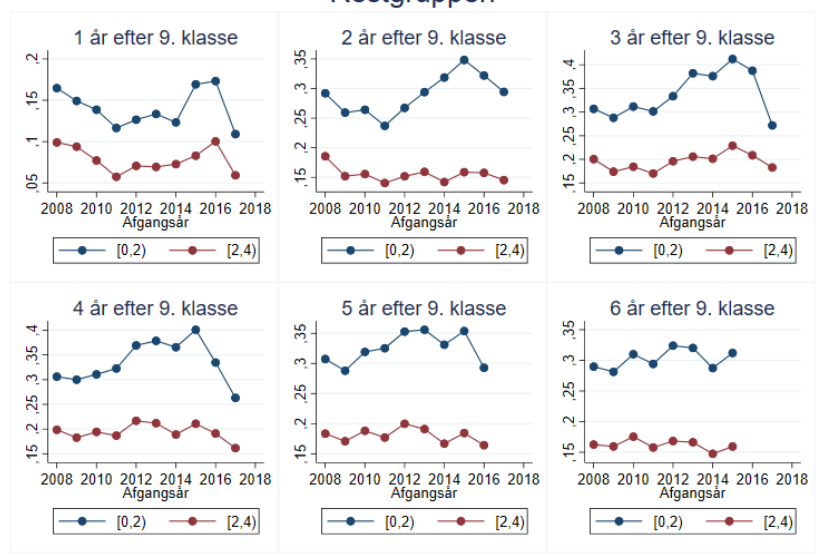 1 år efter 9. klasse
2 år efter 9. klasse
3 år efter 9. klasse
,2
,15
,1
,05
2008 2010 2012 2014 2016 2018
Afgangsår
[0,2) [2,4)
,35
,3
,25
,2
,15
2008 2010 2012 2014 2016 2018
Afgangsår
[0,2) [2,4)
,4
,35
,3
,25
,2
,15
2008 2010 2012 2014 2016 2018
Afgangsår
[0,2) [2,4)
4 år efter 9. klasse
5 år efter 9. klasse
6 år efter 9. klasse
,4
,35
,3
,25
,2
,15
2008 2010 2012 2014 2016 2018
Afgangsår
[0,2) [2,4)
,35
,3
,25
,2
,15
2008 2010 2012 2014 2016 2018
Afgangsår
[0,2) [2,4)
,35
,3
,25
,2
,15
2008 2010 2012 2014 2016 2018
Afgangsår
[0,2) [2,4)